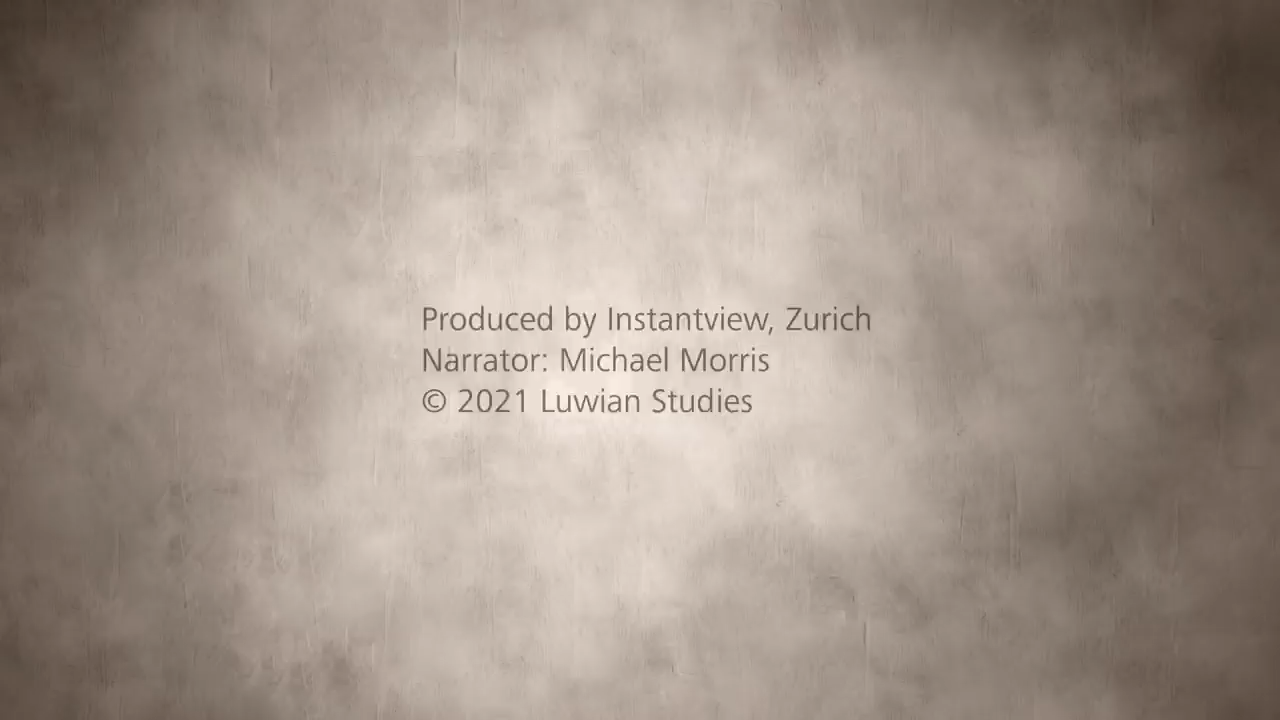 Produced by Instantview, Zurich
Narrator: Michael Morris
© 2021 Luwian Studies